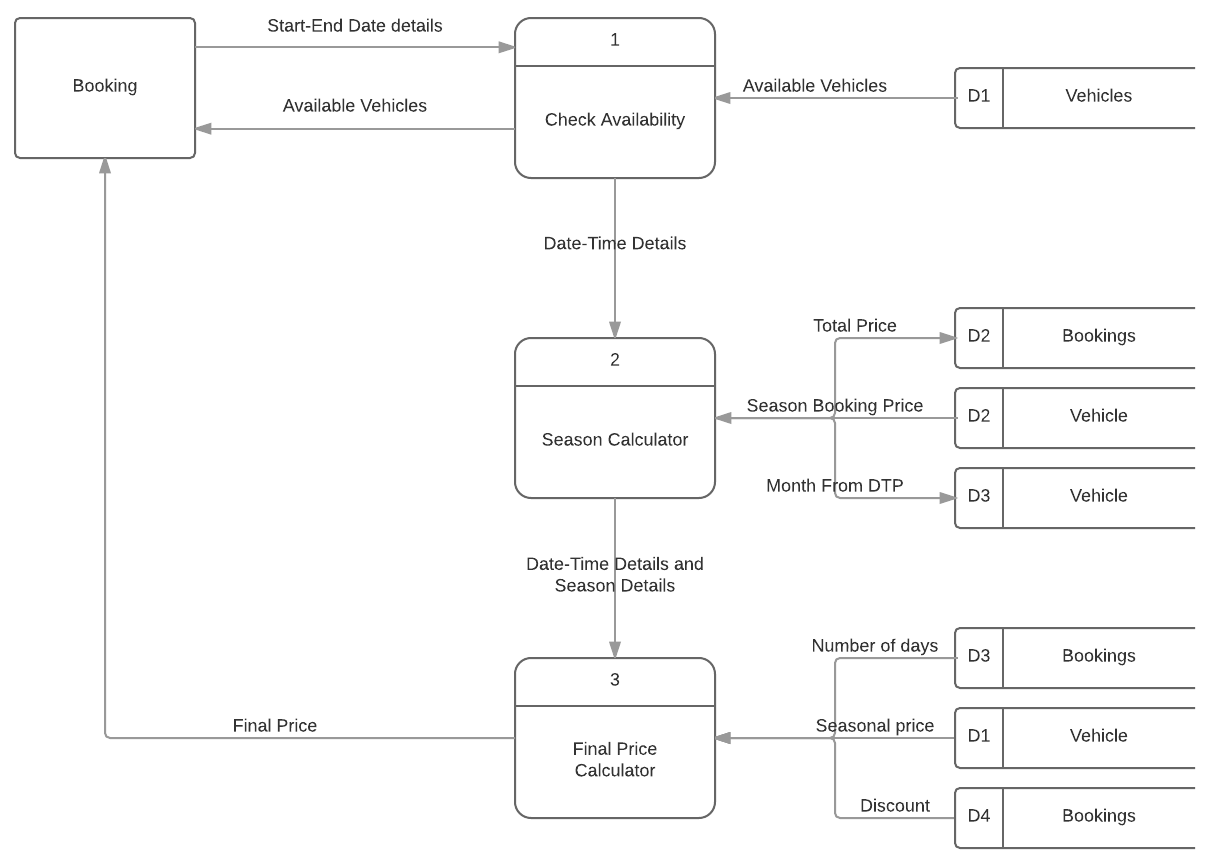 Start-End Date details
1
Booking
Available Vehicles
Check Availability
Available Vehicles
D1
Vehicles
Date-Time Details
2
Season Calculator
Total Price
D2
Bookings
Season Booking Price
D2
Vehicle
Month From DTP
D3
Vehicle
Date-Time Details and
Season Details
3
Final Price
Calculator
Final Price
Number of days
D3
Bookings
Seasonal price
D1
Vehicle
Discount
D4
Bookings